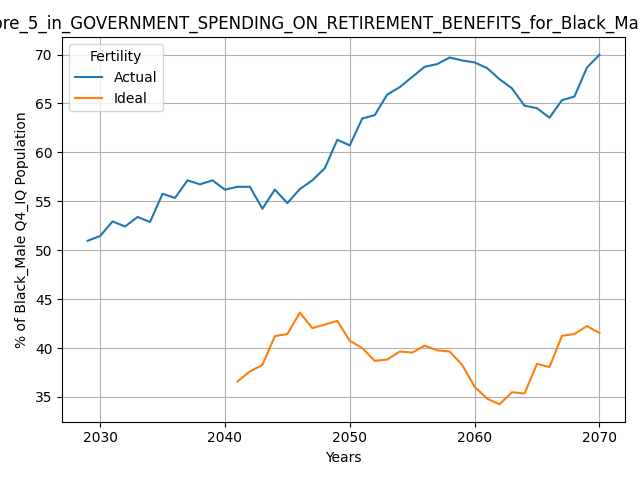 ore_5_in_GOVERNMENT_SPENDING_ON_RETIREMENT_BENEFITS_for_Black_Ma
Fertility
Actual
Ideal
% of Black_Male Q4_IQ Population
70
65
60
55
50
45
40
35
2030
2040
2050
2060
2070
Years